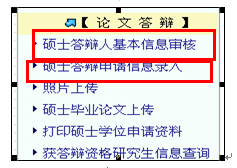 【论文答辩】
硕士答辩人基本信息审核
硕士答辩申请信息录入
照片上传
硕士毕业论文上传
打印硕士学位申请资料
获答辩资格研究生信息查询